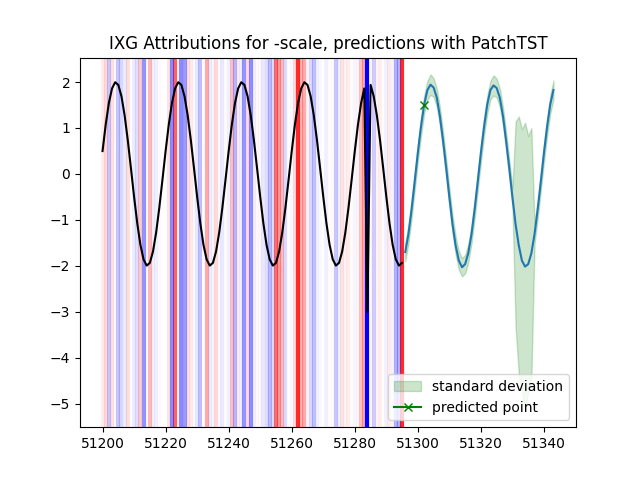 IXG Attributions for -scale, predictions with PatchTST
2
1
0
−1
−2
−3
−4
−5
standard deviation
predicted point
51200 51220 51240 51260 51280 51300 51320 51340